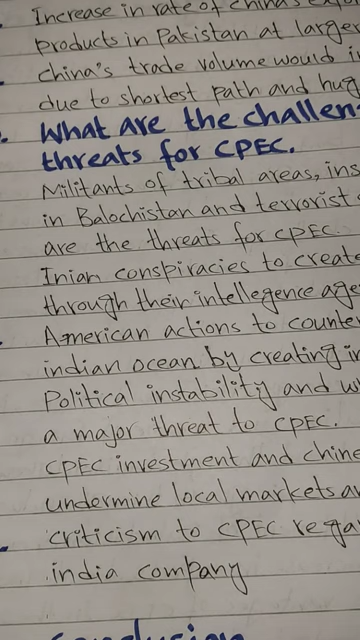 Increase in rate of China's
products in Pakistan at larger
China's trade volume would
due to shortest path and
What are the
threats for CPEC.
Militants of tribal areas,
in Balochistan and terrorist
are the threats for CPEC
Inian conspiracies to create
through their intellegence
American actions to counter
indian ocean by creating
Political instability and
a major threat to CPEC.
CPEC investment and
undermine local markets
criticism to CPEC
india company
Conclusion